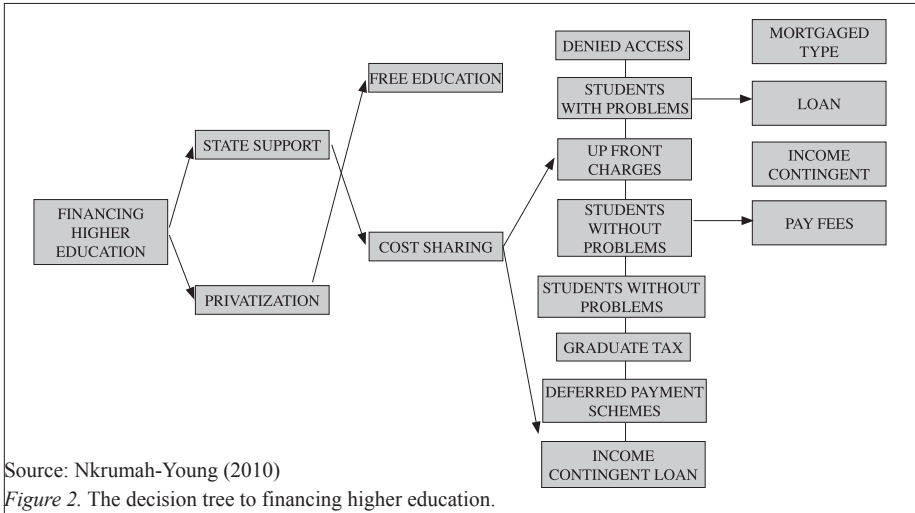 FINANCING
HIGHER
EDUCATION
STATE SUPPORT
PRIVATIZATION
FREE EDUCATION
COST SHARING
DENIED ACCESS
STUDENTS
WITH PROBLEMS
UP FRONT
CHARGES
STUDENTS
WITHOUT
PROBLEMS
STUDENTS WITHOUT
PROBLEMS
GRADUATE TAX
DEFERRED PAYMENT
SCHEMES
INCOME
CONTINGENT LOAN
MORTGAGED
TYPE
LOAN
INCOME
CONTINGENT
PAY FEES
Source: Nkrumah-Young (2010)
Figure 2. The decision tree to financing higher education.